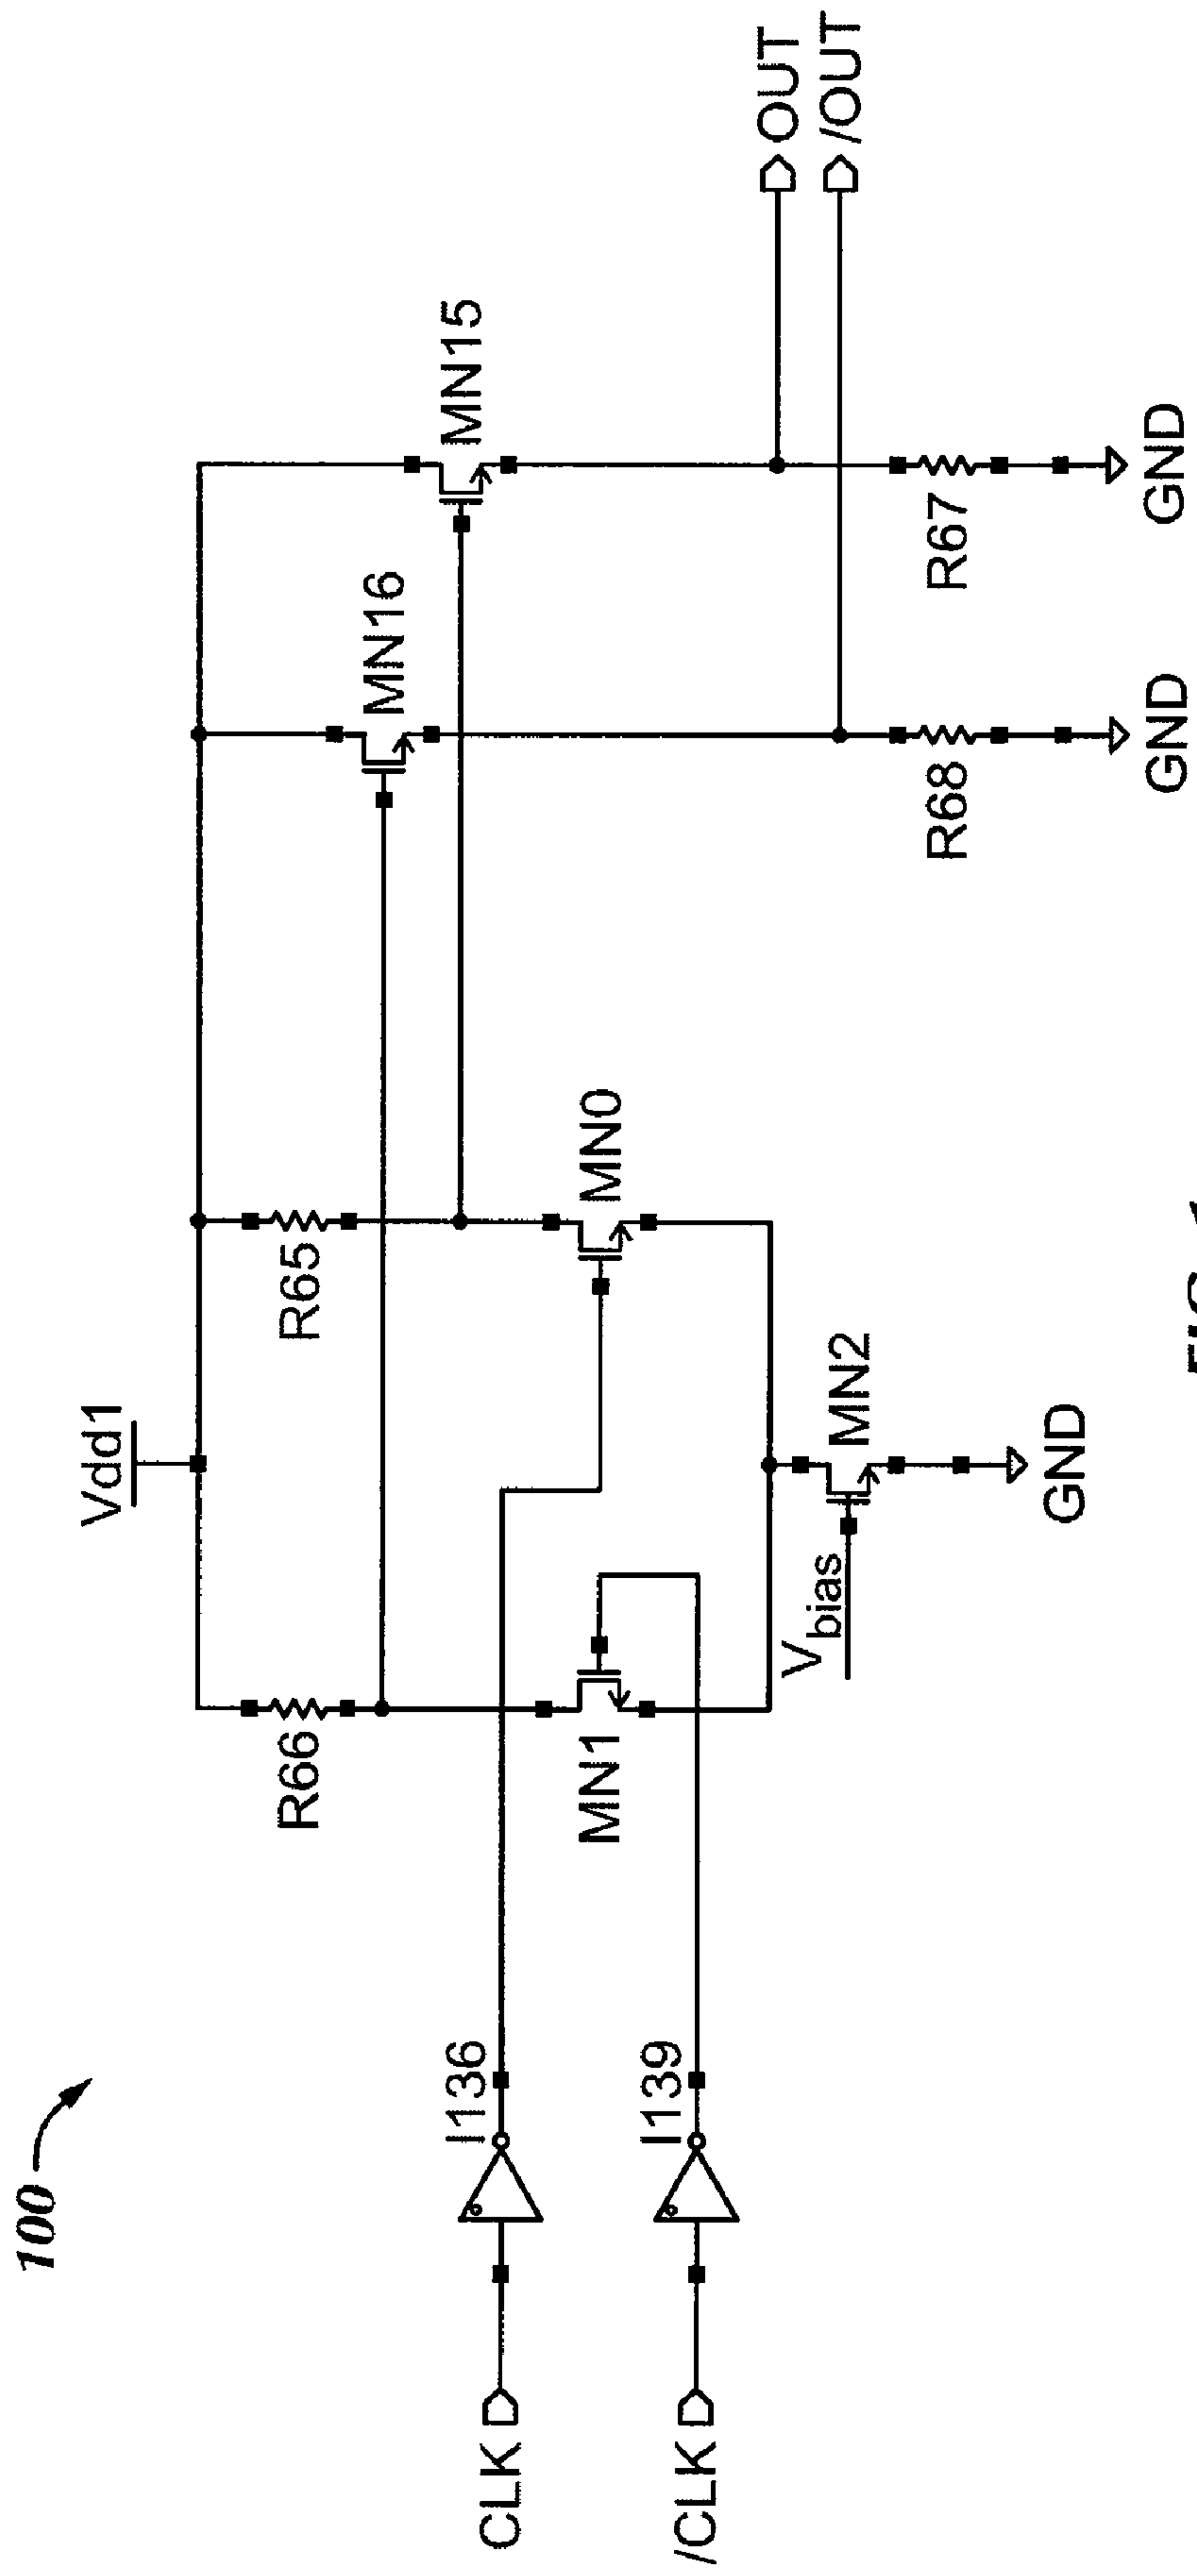 100
Vdd1
R66
R65
MN16
MN15
I136
CLK
I139
/CLK
MN1
MN0
Vbias
MN2
GND
OUT
/OUT
R68
R67
GND
GND